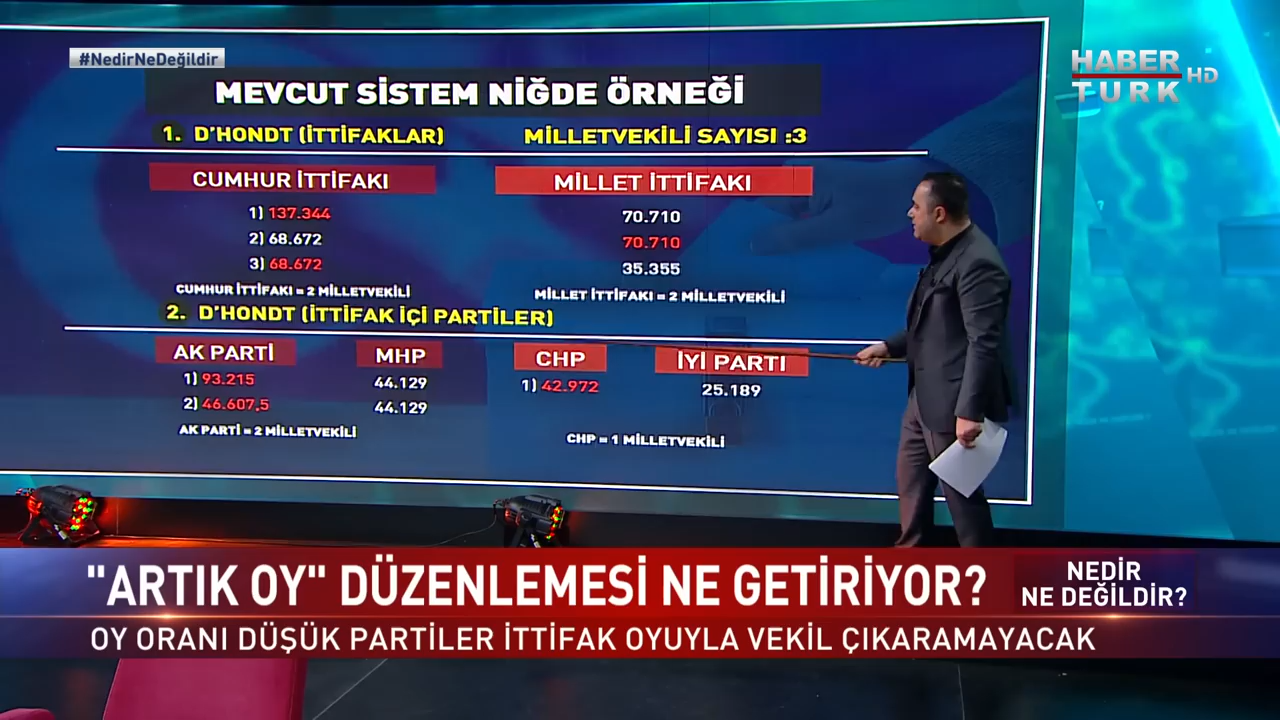 #NedirNeDeğildir
HABER
TURK HD
MEVCUT SİSTEM NİĞDE ÖRNEĞİ
1. D'HONDT (İTTİFAKLAR) MİLLETVEKİLİ SAYISI :3
CUMHUR İTTİFAKI MİLLET İTTİFAKI
1) 137.344 70.710
2) 68.672 70.710
3) 68.672 35.355
CUMHUR İTTİFAKI = 2 MİLLETVEKİLİ MİLLET İTTİFAKI = 2 MİLLETVEKİLİ
2. D'HONDT (İTTİFAK İÇİ PARTİLER)
AK PARTİ MHP CHP İYİ PARTI
1) 93.215 44.129 1) 42.972 25.189
2) 46.607,5 44.129
AK PARTİ = 2 MİLLETVEKİLİ CHP = 1 MİLLETVEKİLİ
"ARTIK OY" DÜZENLEMESİ NE GETİRİYOR?
NEDİR
NE DEĞİLDİR?
OY ORANI DÜŞÜK PARTİLER İTTİFAK OYUYLA VEKİL ÇIKARAMAYACAK